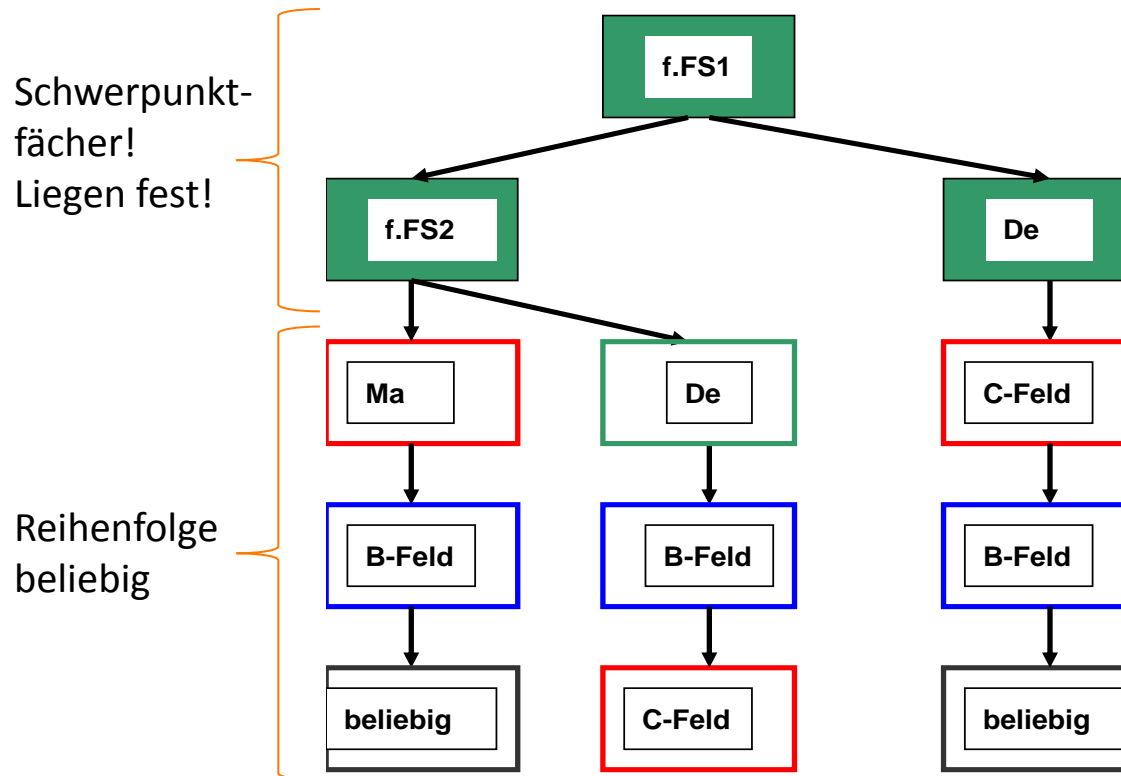 f.FS1
Schwerpunkt-
fächer!
Liegen fest!
f.FS2
De
Ma
De
C-Feld
Reihenfolge
beliebig
B-Feld
B-Feld
B-Feld
beliebig
C-Feld
beliebig